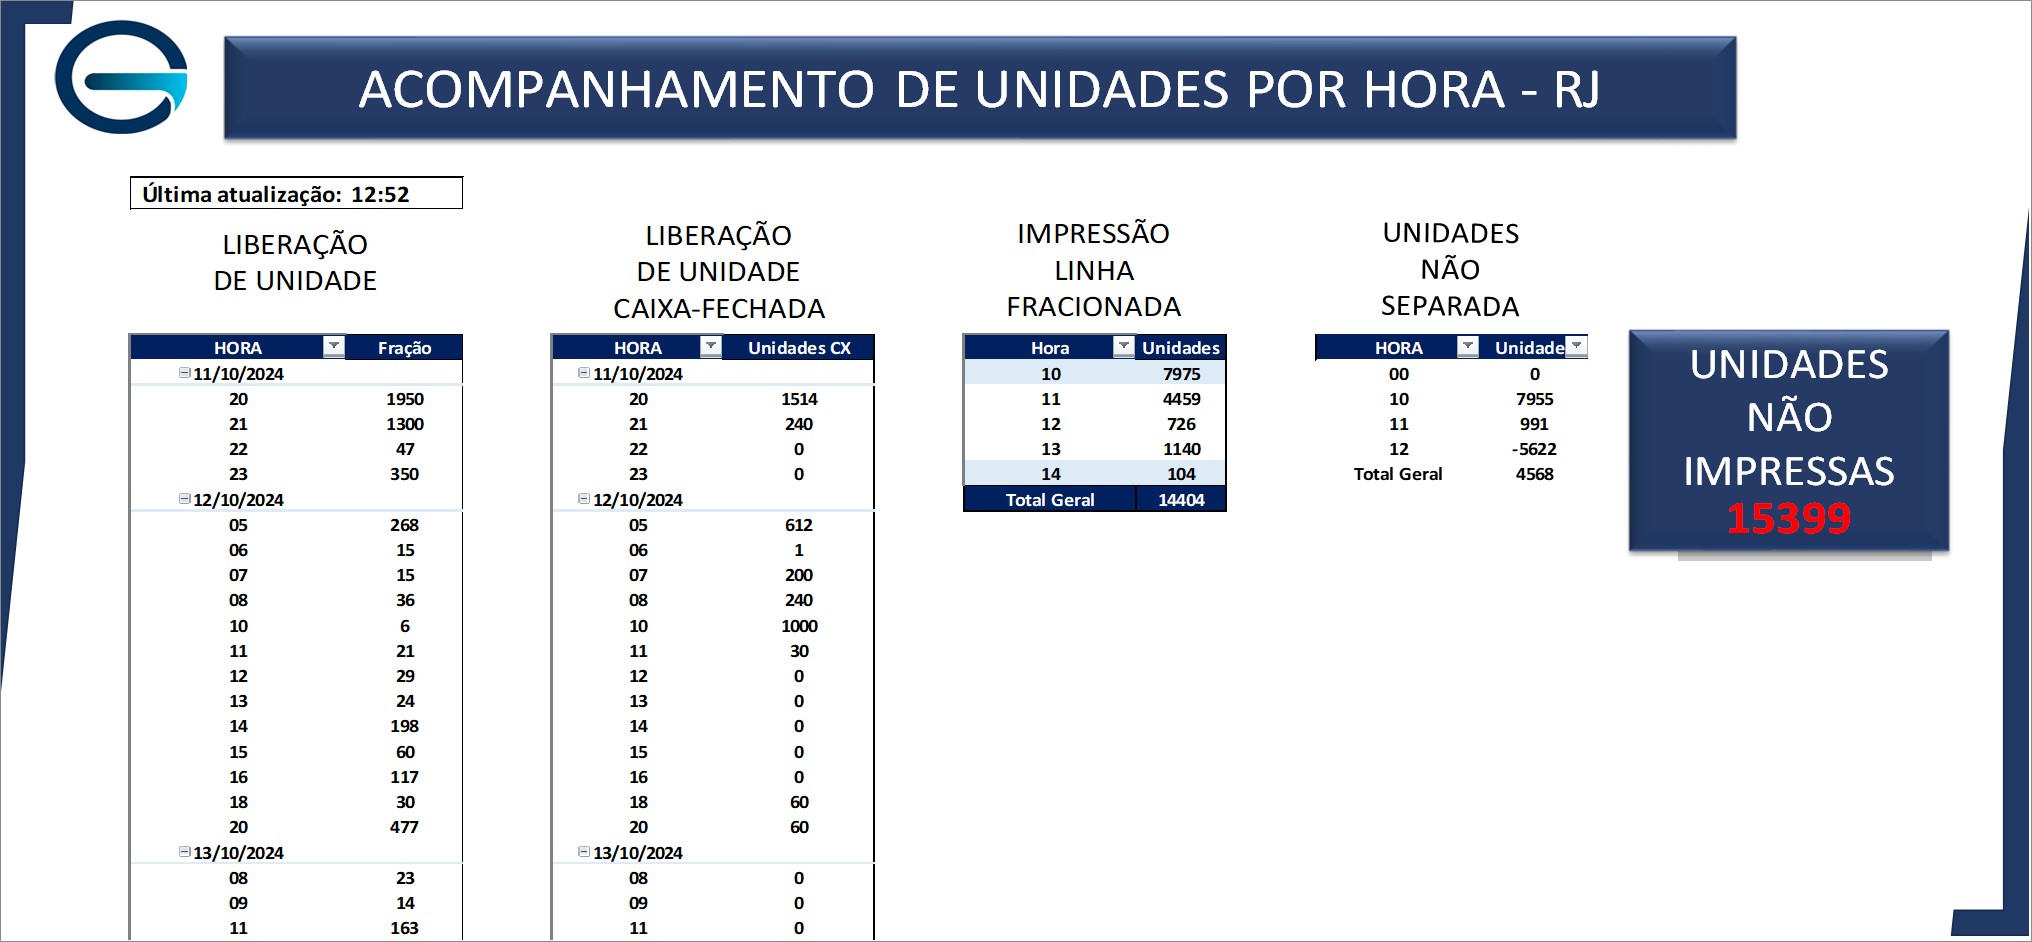 ACOMPANHAMENTO DE UNIDADES POR HORA - RJ
Última atualização: 12:52
LIBERAÇÃO
DE UNIDADE
HORA Fração
11/10/2024
20 1950
21 1300
22 47
23 350
12/10/2024
05 268
06 15
07 15
08 36
10 6
11 21
12 29
13 24
14 198
15 60
16 117
18 30
20 477
13/10/2024
08 23
09 14
11 163
LIBERAÇÃO
DE UNIDADE
CAIXA-FECHADA
HORA Unidades CX
11/10/2024
20 1514
21 240
22 0
23 0
12/10/2024
05 612
06 1
07 200
08 240
10 1000
11 30
12 0
13 0
14 0
15 0
16 0
18 60
20 60
13/10/2024
08 0
09 0
11 0
IMPRESSÃO
LINHA
FRACIONADA
Hora Unidades
10 7975
11 4459
12 726
13 1140
14 104
Total Geral 14404
UNIDADES
NÃO
SEPARADA
HORA Unidade
00 0
10 7955
11 991
12 -5622
Total Geral 4568
UNIDADES
NÃO
IMPRESSAS
15399